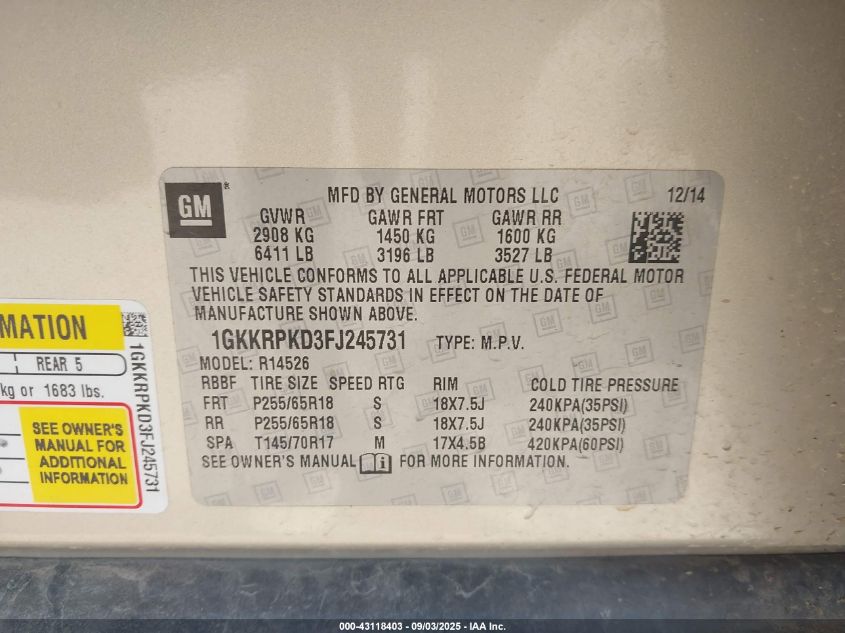 GM
MFD BY GENERAL MOTORS LLC 12/14
GVWR GAWR FRT GAWR RR
2908 KG 1450 KG 1600 KG
6411 LB 3196 LB 3527 LB
THIS VEHICLE CONFORMS TO ALL APPLICABLE U.S. FEDERAL MOTOR
VEHICLE SAFETY STANDARDS IN EFFECT ON THE DATE OF
MANUFACTURE SHOWN ABOVE.
1GKKRPKD3FJ245731 TYPE: M.P.V.
MODEL: R14526
RBBF TIRE SIZE SPEED RTG RIM COLD TIRE PRESSURE
FRT P255/65R18 S 18X7.5J 240KPA(35PSI)
RR P255/65R18 S 18X7.5J 240KPA(35PSI)
SPA T145/70R17 M 17X4.5B 420KPA(60PSI)
SEE OWNER'S MANUAL i FOR MORE INFORMATION.
MATION
REAR 5
kg or 1683 lbs.
SEE OWNER'S
MANUAL FOR
ADDITIONAL
INFORMATION
1GKKRPKD3FJ245731
000-43118403 - 09/03/2025 - IAA Inc.